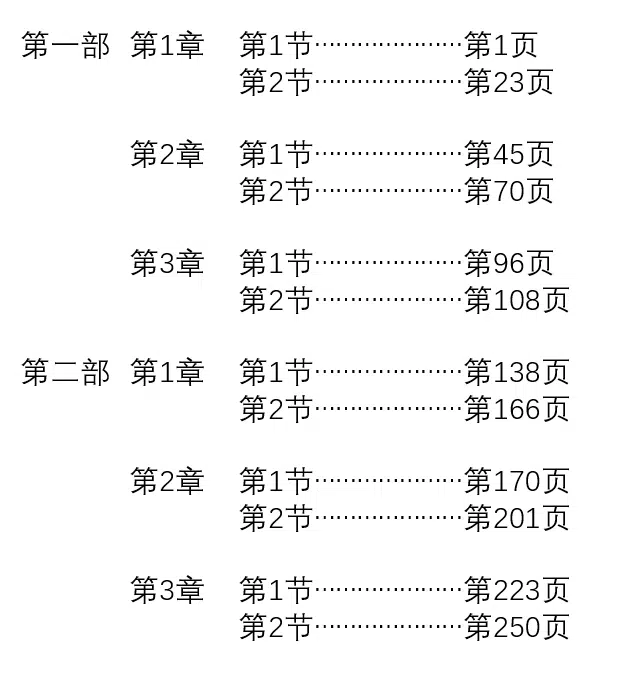 第一部 第1章 第1节·····················第1页
第2节·····················第23页
第2章 第1节·····················第45页
第2节·····················第70页
第3章 第1节·····················第96页
第2节·····················第108页
第二部 第1章 第1节·····················第138页
第2节·····················第166页
第2章 第1节·····················第170页
第2节·····················第201页
第3章 第1节·····················第223页
第2节·····················第250页